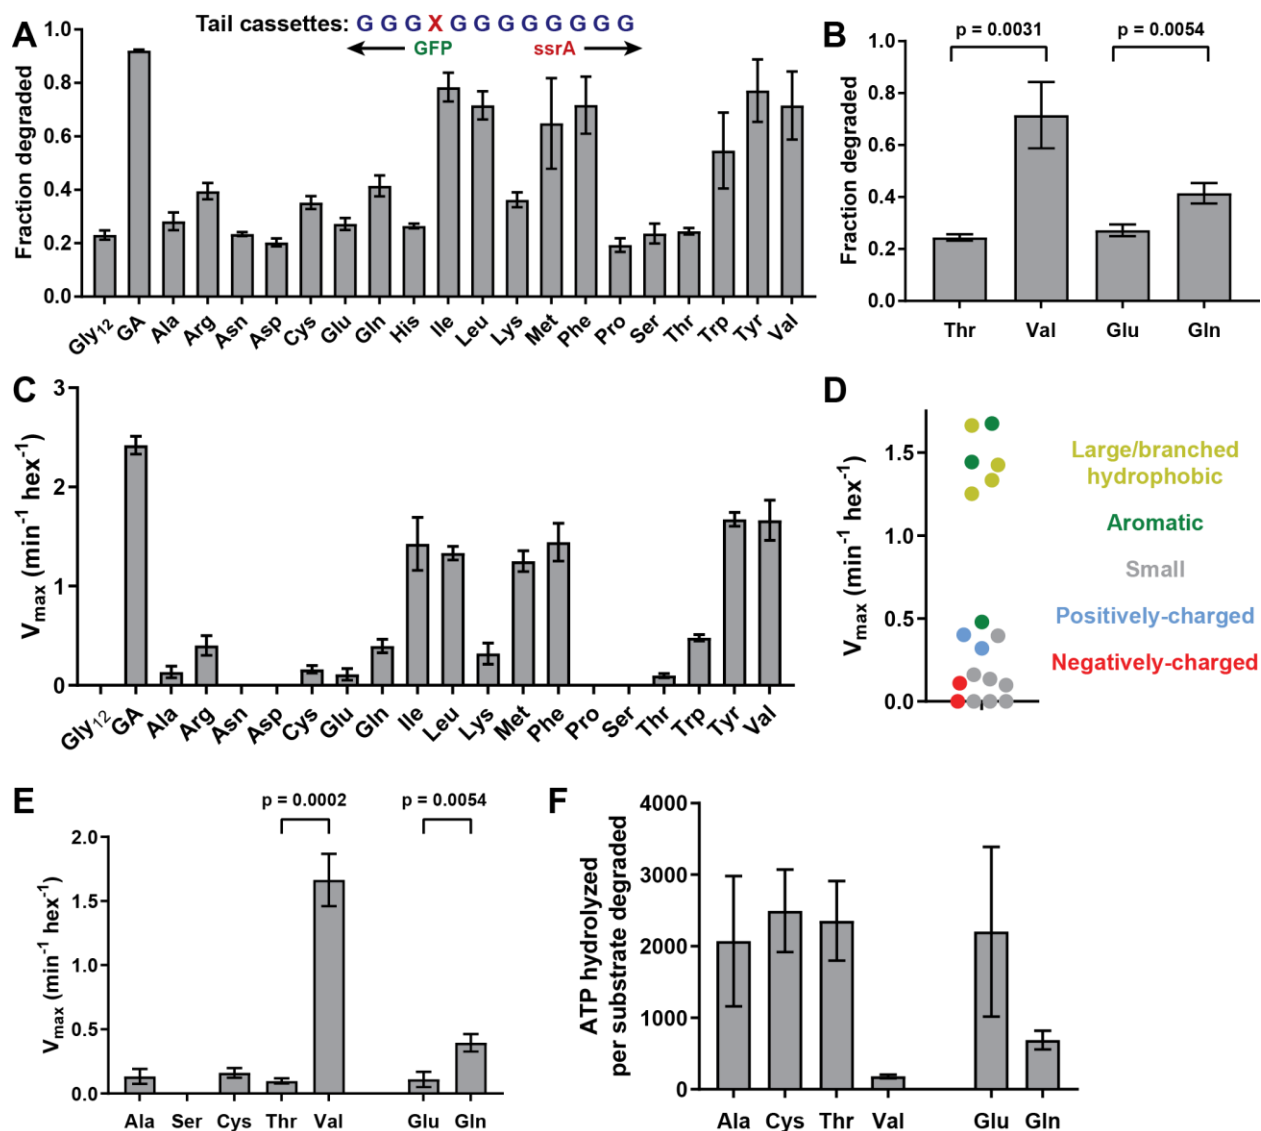 A
Tail cassettes: G G G X G G G G G G G G
GFP ssrA
Fraction degraded
1.0
0.8
0.6
0.4
0.2
0.0
Gly12 GA Ala Arg Asn Asp Cys Glu Gln His Ile Leu Lys Met Phe Pro Ser Thr Trp Tyr Val
B
p = 0.0031 p = 0.0054
Fraction degraded
1.0
0.8
0.6
0.4
0.2
0.0
Thr Val Glu Gln
C
Vmax (min-1 hex-1)
3
2
1
0
Gly12 GA Ala Arg Asn Asp Cys Glu Gln Ile Leu Lys Met Phe Pro Ser Thr Trp Tyr Val
D
Vmax (min-1 hex-1)
1.5
1.0
0.5
0.0
Large/branched
hydrophobic
Aromatic
Small
Positively-charged
Negatively-charged
E
p = 0.0002 p = 0.0054
Vmax (min-1 hex-1)
2.0
1.5
1.0
0.5
0.0
Ala Ser Cys Thr Val Glu Gln
F
ATP hydrolyzed
per substrate degraded
4000
3000
2000
1000
0
Ala Cys Thr Val Glu Gln